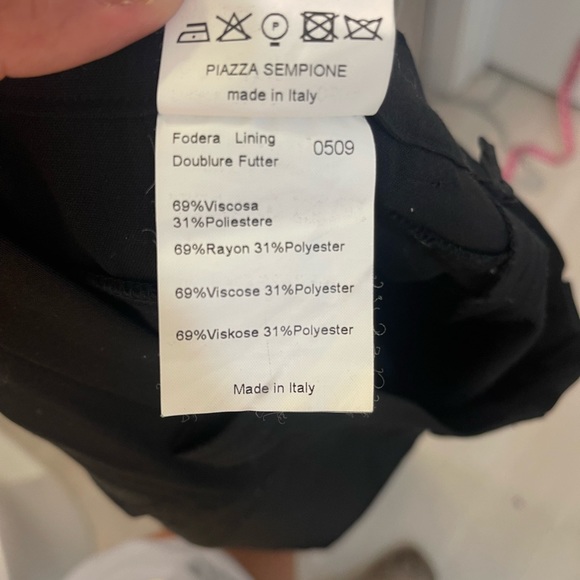 P
PIAZZA SEMPIONE
made in Italy
Fodera Lining 0509
Doublure Futter
69%Viscosa
31%Poliestere
69%Rayon 31%Polyester
69%Viscose 31%Polyester
69%Viskose 31%Polyester
Made in Italy